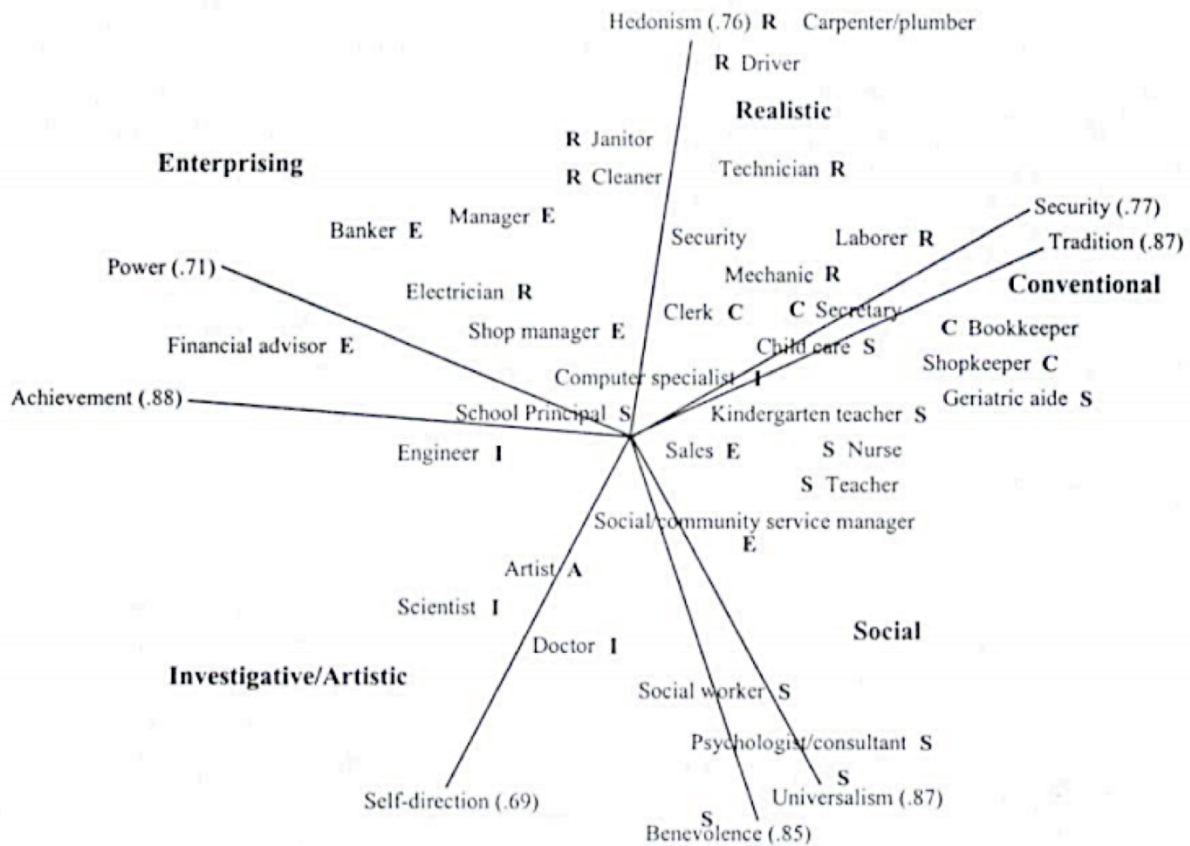 Hedonism (.76) R Carpenter/plumber
R Driver
Realistic
R Janitor
Enterprising
Technician R
R Cleaner
Manager E
Banker E
Security (.77)
Security
Laborer R
Tradition (.87)
Power (.71)
Mechanic R
Conventional
Electrician R
Clerk C
C Secretary
Shop manager E
C Bookkeeper
Financial advisor E
Child care S
Shopkeeper C
Computer specialist I
Achievement (.88)
Geriatric aide S
School Principal S
Kindergarten teacher S
Engineer I
Sales E
S Nurse
S Teacher
Social/community service manager
E
Artist A
Scientist I
Social
Doctor I
Investigative/Artistic
Social worker S
Psychologist/consultant S
S
Self-direction (.69)
Universalism (.87)
S
Benevolence (.85)